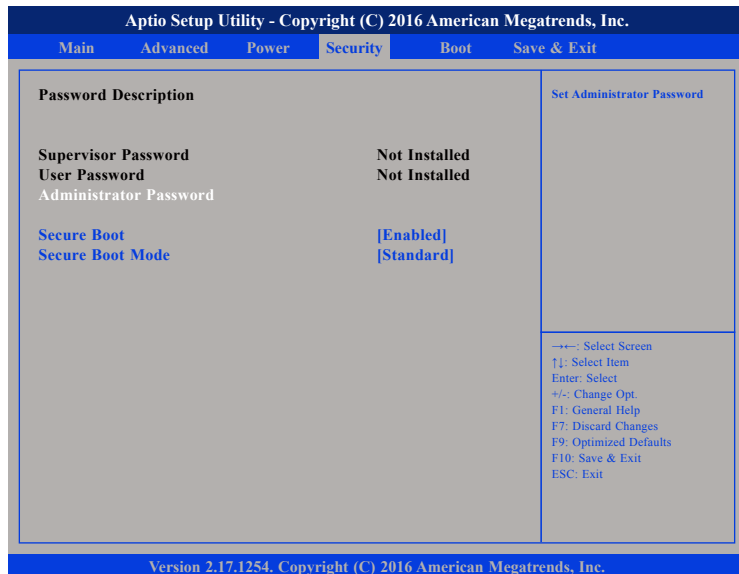 Aptio Setup Utility - Copyright (C) 2016 American Megatrends, Inc.
Main Advanced Power Security Boot Save & Exit
Password Description
Supervisor Password Not Installed
User Password Not Installed
Administrator Password
Secure Boot [Enabled]
Secure Boot Mode [Standard]
Set Administrator Password
→←: Select Screen
↑↓: Select Item
Enter: Select
+/-: Change Opt.
F1: General Help
F7: Discard Changes
F9: Optimized Defaults
F10: Save & Exit
ESC: Exit
Version 2.17.1254. Copyright (C) 2016 American Megatrends, Inc.